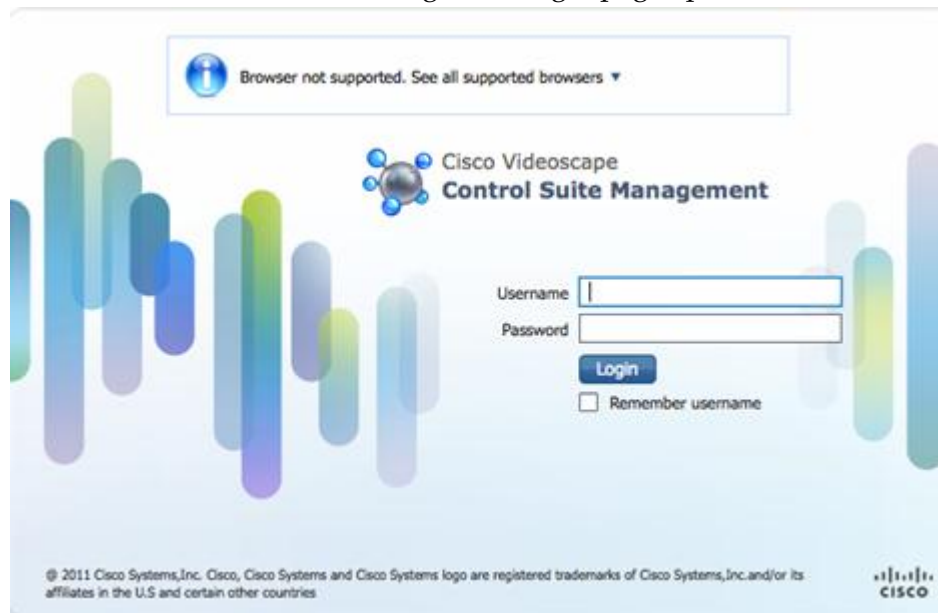 Browser not supported. See all supported browsers ▼
Cisco Videoscape
Control Suite Management
Username
Password
Login
Remember username
@ 2011 Cisco Systems,Inc. Cisco, Cisco Systems and Cisco Systems logo are registered trademarks of Cisco Systems,Inc.and/or its
affiliates in the U.S and certain other countries
CISCO